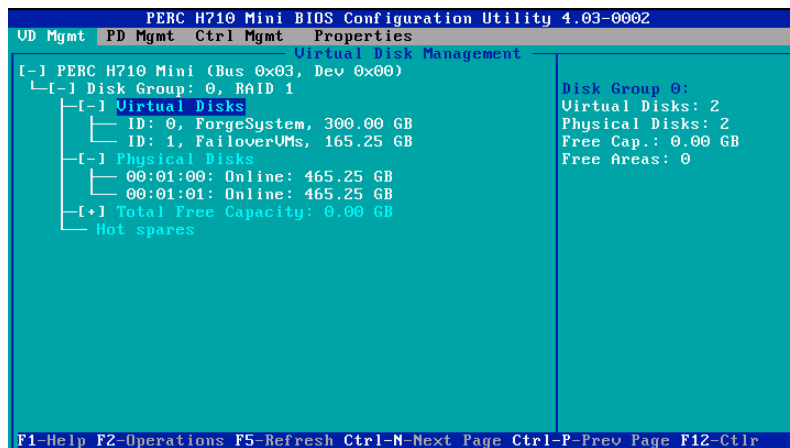 PERC H710 Mini BIOS Configuration Utility 4.03-0002
VD Mgmt PD Mgmt Ctrl Mgmt Properties
Virtual Disk Management
[-] PERC H710 Mini (Bus 0x03, Dev 0x00)
[-] Disk Group: 0, RAID 1
[-] Virtual Disks
ID: 0, ForgeSystem, 300.00 GB
ID: 1, FailoverVMs, 165.25 GB
[-] Physical Disks
00:01:00: Online: 465.25 GB
00:01:01: Online: 465.25 GB
[+] Total Free Capacity: 0.00 GB
Hot spares
Disk Group 0:
Virtual Disks: 2
Physical Disks: 2
Free Cap.: 0.00 GB
Free Areas: 0
F1-Help F2-Operations F5-Refresh Ctrl-N-Next Page Ctrl-P-Prev Page F12-Ctlr